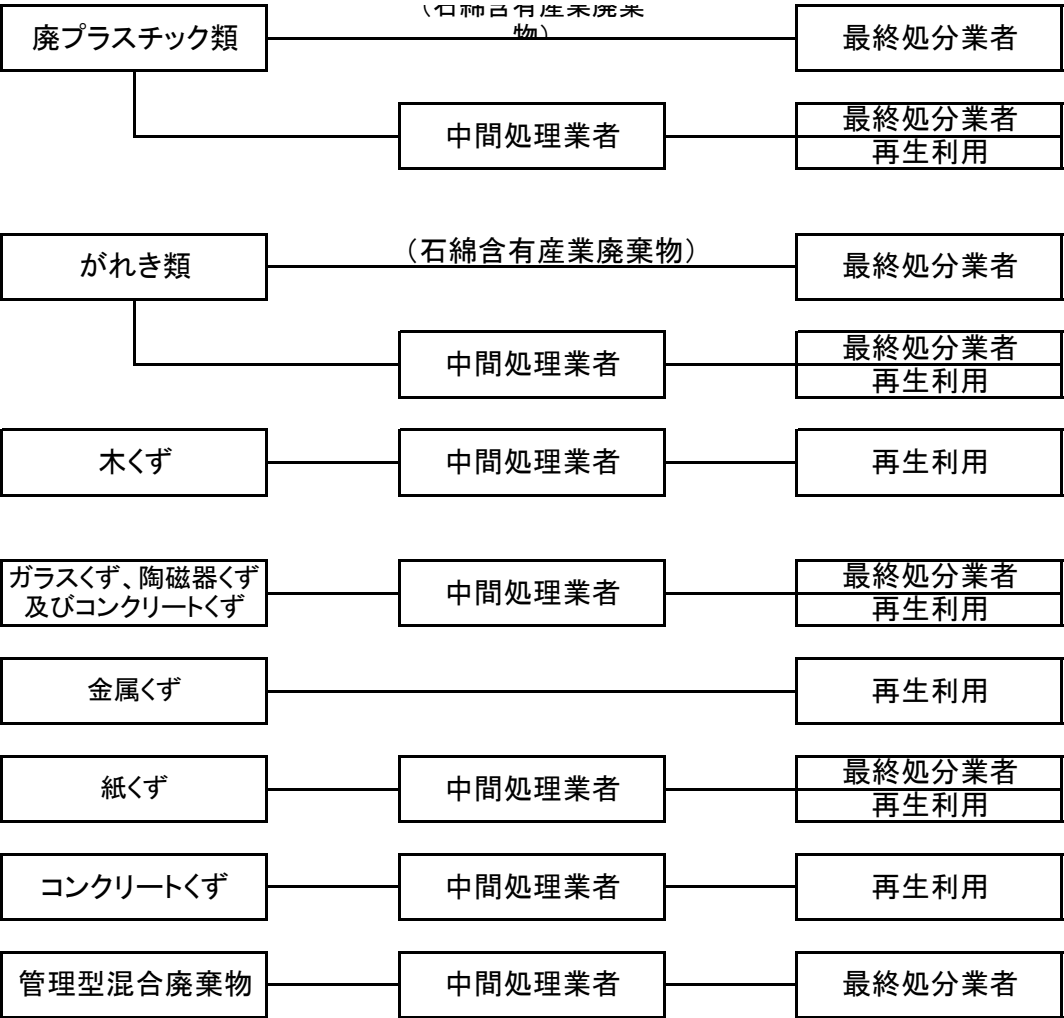 廃プラスチック類
(石綿含有産業廃棄
物)
最終処分業者
中間処理業者
最終処分業者
再生利用
がれき類
(石綿含有産業廃棄物)
最終処分業者
中間処理業者
最終処分業者
再生利用
木くず
中間処理業者
再生利用
ガラスくず、陶磁器くず
及びコンクリートくず
中間処理業者
最終処分業者
再生利用
金属くず
再生利用
紙くず
中間処理業者
最終処分業者
再生利用
コンクリートくず
中間処理業者
再生利用
管理型混合廃棄物
中間処理業者
最終処分業者